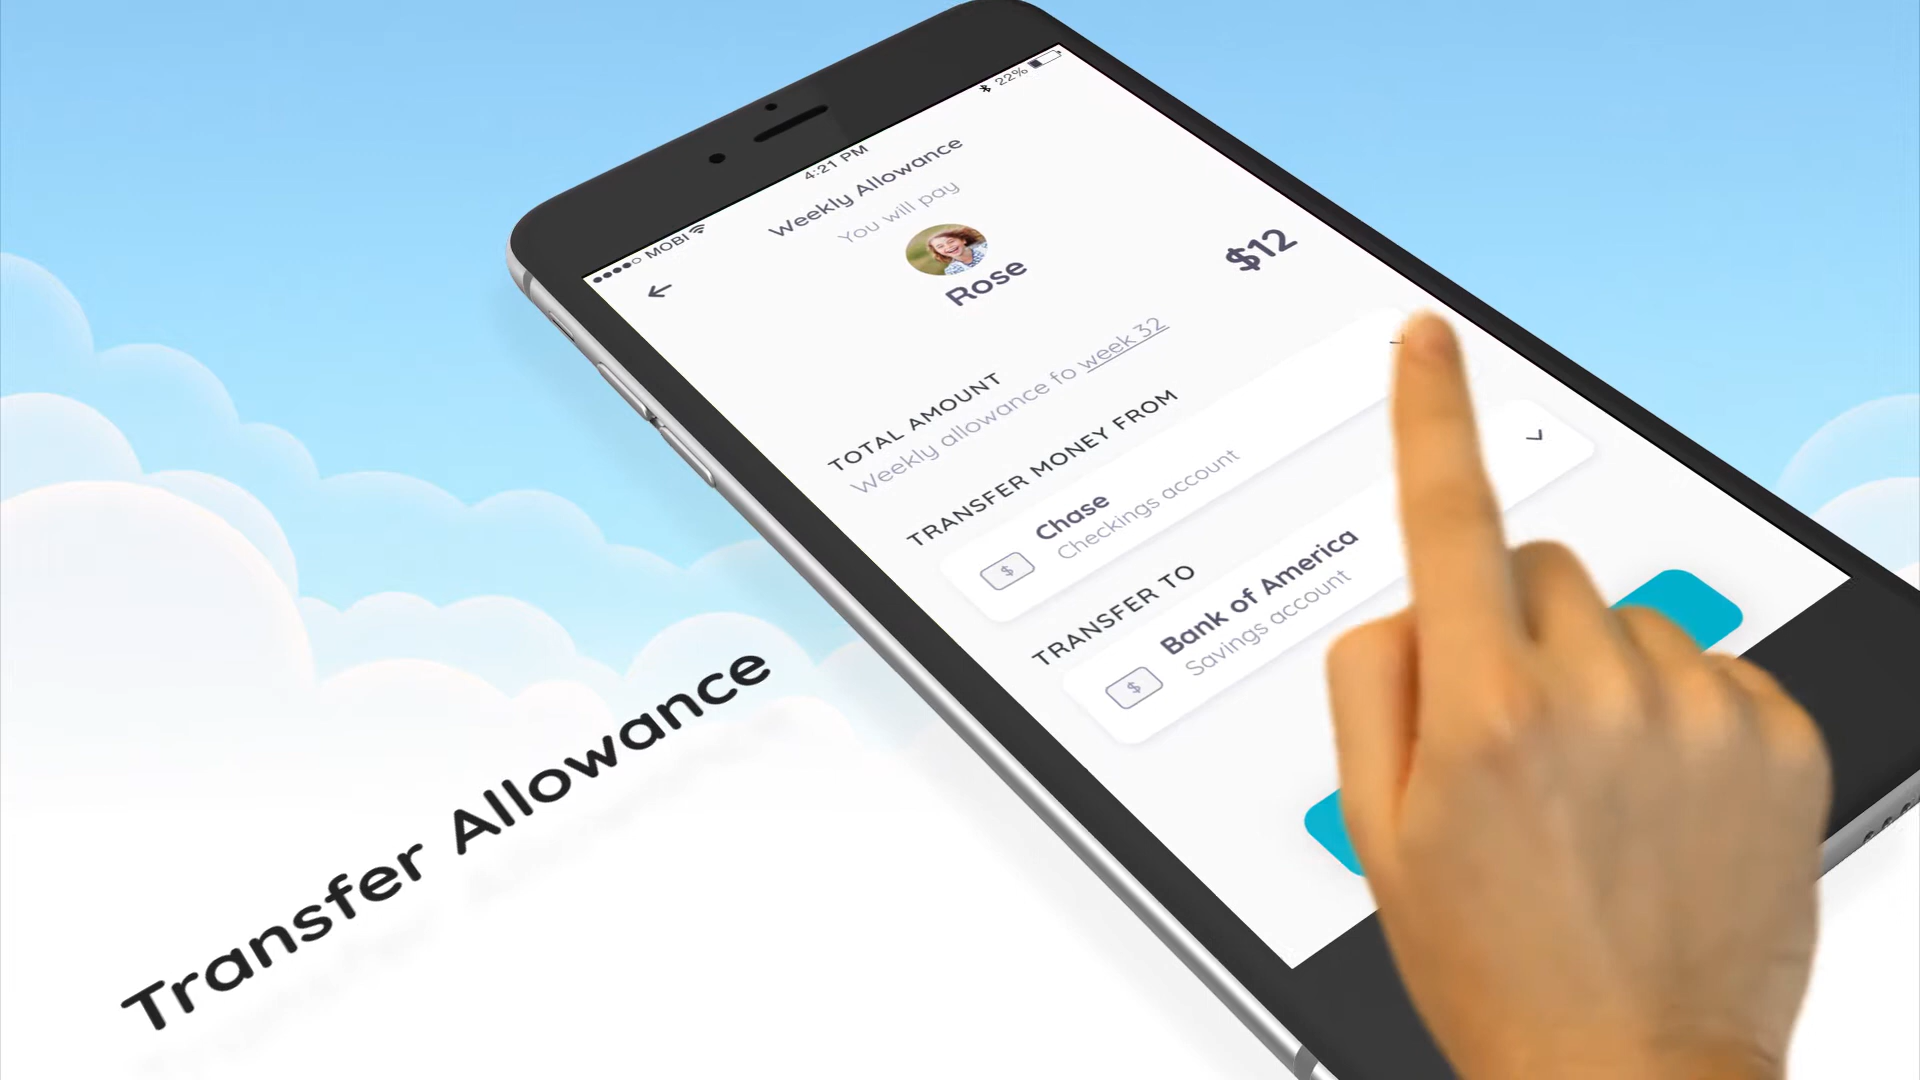 MOBI
4:21 PM
22%
Weekly Allowance
You will pay
Rose
$12
TOTAL AMOUNT
Weekly allowance fo week 32
TRANSFER MONEY FROM
$
Chase
Checkings account
TRANSFER TO
$
Bank of America
Savings account
Transfer Allowance